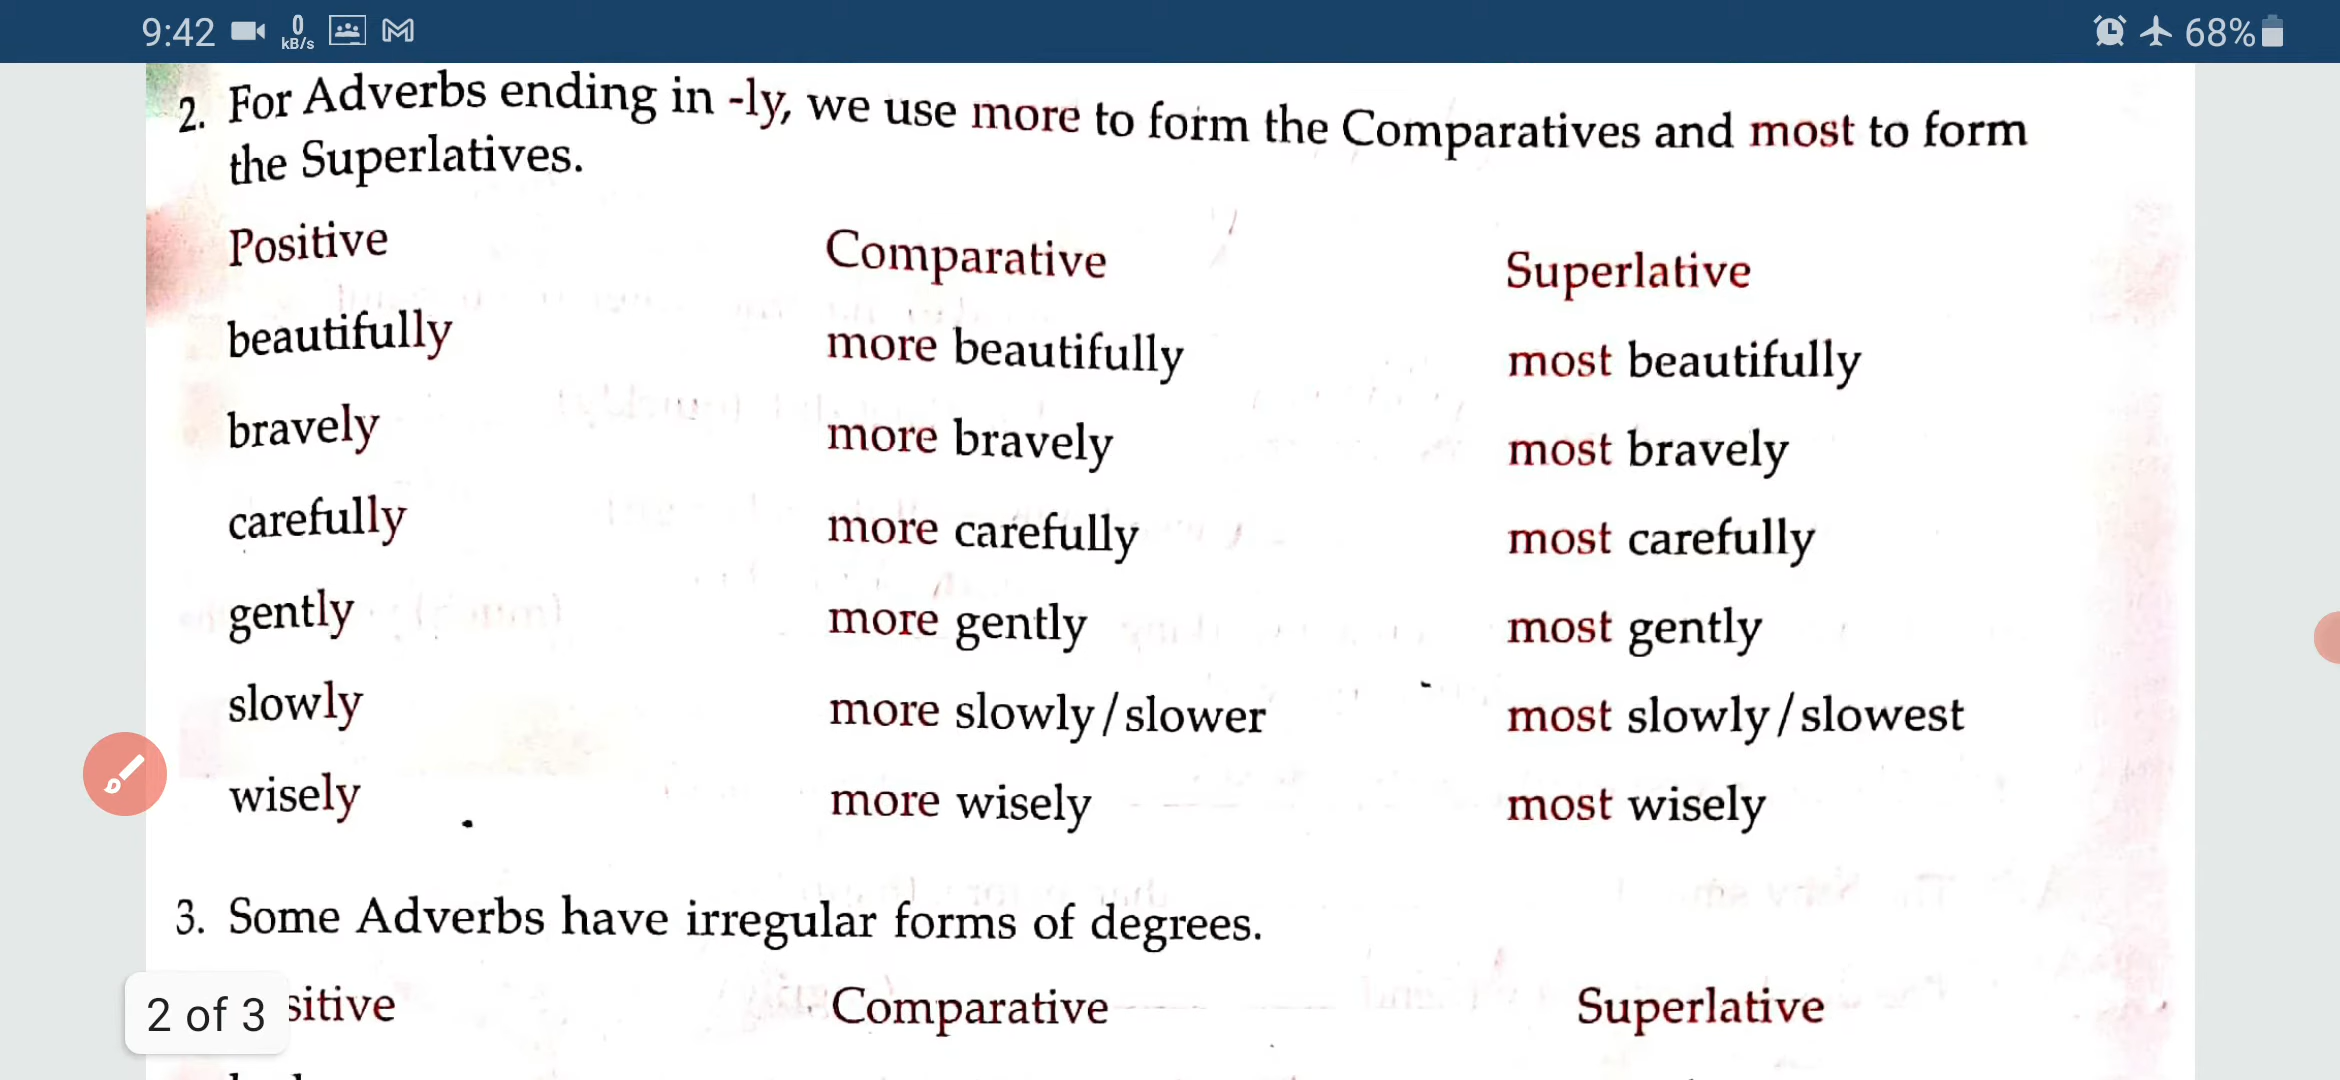 9:42 0 kB/s 68%
2. For Adverbs ending in -ly, we use more to form the Comparatives and most to form
the Superlatives.
Positive Comparative Superlative
beautifully more beautifully most beautifully
bravely more bravely most bravely
carefully more carefully most carefully
gently more gently most gently
slowly more slowly/slower most slowly/slowest
wisely more wisely most wisely
3. Some Adverbs have irregular forms of degrees.
2 of 3 sitive Comparative Superlative